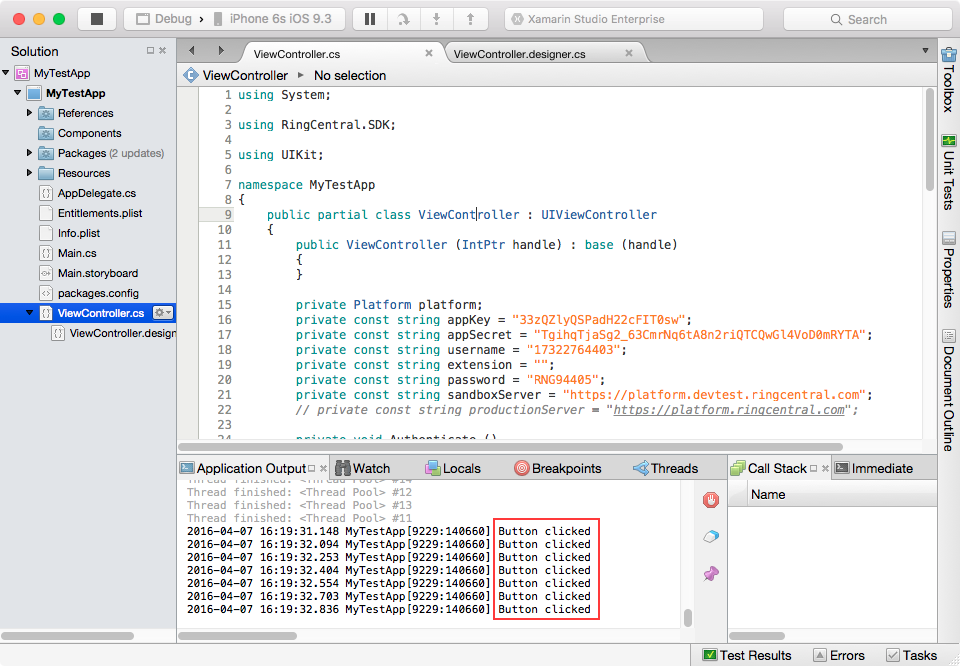 Debug
iPhone 6s iOS 9.3
Xamarin Studio Enterprise
Search
Solution
MyTestApp
MyTestApp
References
Components
Packages (2 updates)
Resources
AppDelegate.cs
Entitlements.plist
Info.plist
Main.cs
Main.storyboard
packages.config
ViewController.cs
ViewController.design
ViewController.cs
ViewController.designer.cs
ViewController
No selection
1 using System;
2
3 using RingCentral.SDK;
4
5 using UIKit;
6
7 namespace MyTestApp
8 {
9 public partial class ViewController : UIViewController
10 {
11 public ViewController (IntPtr handle) : base (handle)
12 {
13 }
14
15 private Platform platform;
16 private const string appKey = "33zQZlyQSPadH22cFIT0sw";
17 private const string appSecret = "TgihqTjaSg2_63CmrNq6tA8n2riQTCQwGl4VoD0mRYTA";
18 private const string username = "17322764403";
19 private const string extension = "";
20 private const string password = "RNG94405";
21 private const string sandboxServer = "https://platform.devtest.ringcentral.com";
22 // private const string productionServer = "https://platform.ringcentral.com";
23
24 private void Authenticate ()
Toolbox
Unit Tests
Properties
Document Outline
Application Output
Watch
Locals
Breakpoints
Threads
Thread finished: <Thread Pool> #14
Thread finished: <Thread Pool> #12
Thread finished: <Thread Pool> #13
Thread finished: <Thread Pool> #11
2016-04-07 16:19:31.148 MyTestApp[9229:140660] Button clicked
2016-04-07 16:19:32.094 MyTestApp[9229:140660] Button clicked
2016-04-07 16:19:32.253 MyTestApp[9229:140660] Button clicked
2016-04-07 16:19:32.404 MyTestApp[9229:140660] Button clicked
2016-04-07 16:19:32.554 MyTestApp[9229:140660] Button clicked
2016-04-07 16:19:32.703 MyTestApp[9229:140660] Button clicked
2016-04-07 16:19:32.836 MyTestApp[9229:140660] Button clicked
Call Stack
Immediate
Name
Test Results
Errors
Tasks